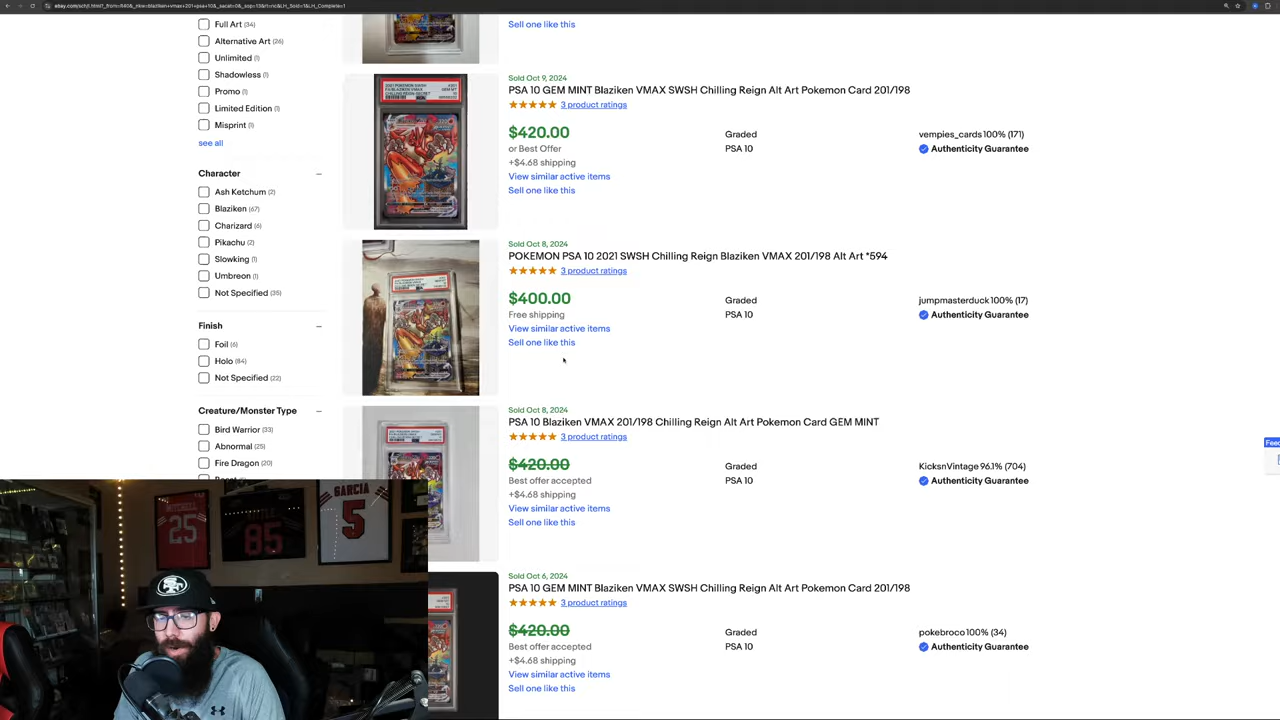 Full Art (34)
Alternative Art (26)
Unlimited (1)
Shadowless (1)
Promo (1)
Limited Edition (1)
Misprint (1)
see all
Character
Ash Ketchum (2)
Blaziken (67)
Charizard (6)
Pikachu (2)
Slowking (1)
Umbreon (1)
Not Specified (35)
Finish
Foil (6)
Holo (84)
Not Specified (22)
Creature/Monster Type
Bird Warrior (33)
Abnormal (25)
Fire Dragon (20)
Sell one like this
Sold Oct 9, 2024
PSA 10 GEM MINT Blaziken VMAX SWSH Chilling Reign Alt Art Pokemon Card 201/198
3 product ratings
$420.00
or Best Offer
+$4.68 shipping
View similar active items
Sell one like this
Graded
PSA 10
vempies_cards 100% (171)
Authenticity Guarantee
Sold Oct 8, 2024
POKEMON PSA 10 2021 SWSH Chilling Reign Blaziken VMAX 201/198 Alt Art *594
3 product ratings
$400.00
Free shipping
View similar active items
Sell one like this
Graded
PSA 10
jumpmasterduck 100% (17)
Authenticity Guarantee
Sold Oct 8, 2024
PSA 10 Blaziken VMAX 201/198 Chilling Reign Alt Art Pokemon Card GEM MINT
3 product ratings
$420.00
Best offer accepted
+$4.68 shipping
View similar active items
Sell one like this
Graded
PSA 10
KicksnVintage 96.1% (704)
Authenticity Guarantee
Sold Oct 6, 2024
PSA 10 GEM MINT Blaziken VMAX SWSH Chilling Reign Alt Art Pokemon Card 201/198
3 product ratings
$420.00
Best offer accepted
+$4.68 shipping
View similar active items
Sell one like this
Graded
PSA 10
pokebroco 100% (34)
Authenticity Guarantee
MITCHELL
25
85
GARCIA
5